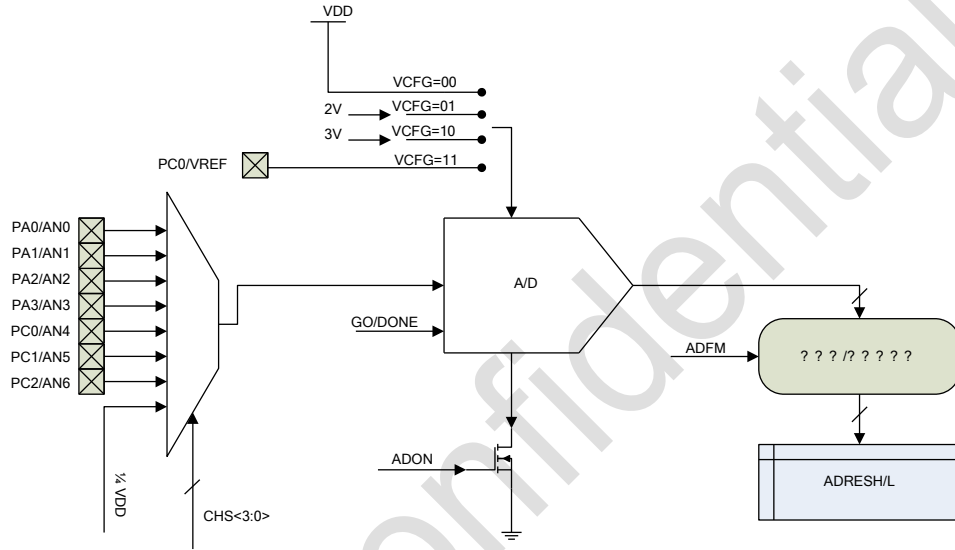 VDD
VCFG=00
2V VCFG=01
3V VCFG=10
PC0/VREF VCFG=11
PA0/AN0
PA1/AN1
PA2/AN2
PA3/AN3
PC0/AN4
PC1/AN5
PC2/AN6
A/D
GO/DONE
ADFM
? ? ? /? ? ? ? ?
ADON
ADRESH/L
¼ VDD
CHS<3:0>
onfidential